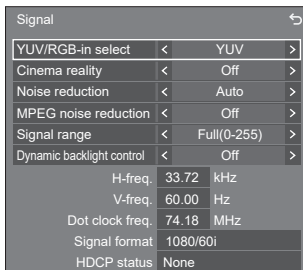 Signal
YUV/RGB-in select < YUV >
Cinema reality < Off >
Noise reduction < Auto >
MPEG noise reduction < Off >
Signal range < Full(0-255) >
Dynamic backlight control < Off >
H-freq. 33.72 kHz
V-freq. 60.00 Hz
Dot clock freq. 74.18 MHz
Signal format 1080/60i
HDCP status None